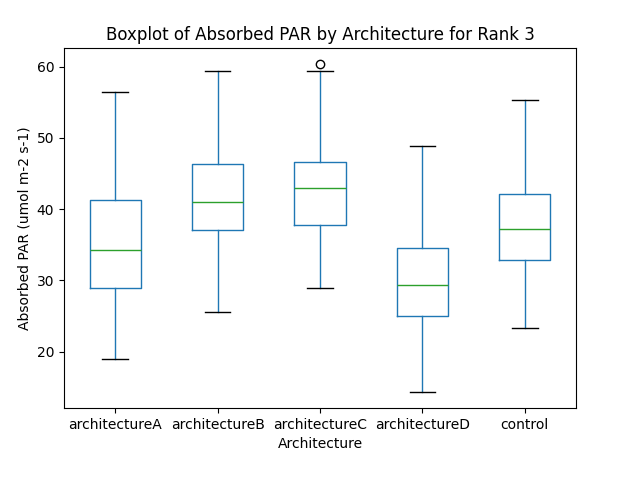 Boxplot of Absorbed PAR by Architecture for Rank 3
Absorbed PAR (umol m-2 s-1)
60
50
40
30
20
architectureA
architectureB
architectureC
architectureD
control
Architecture